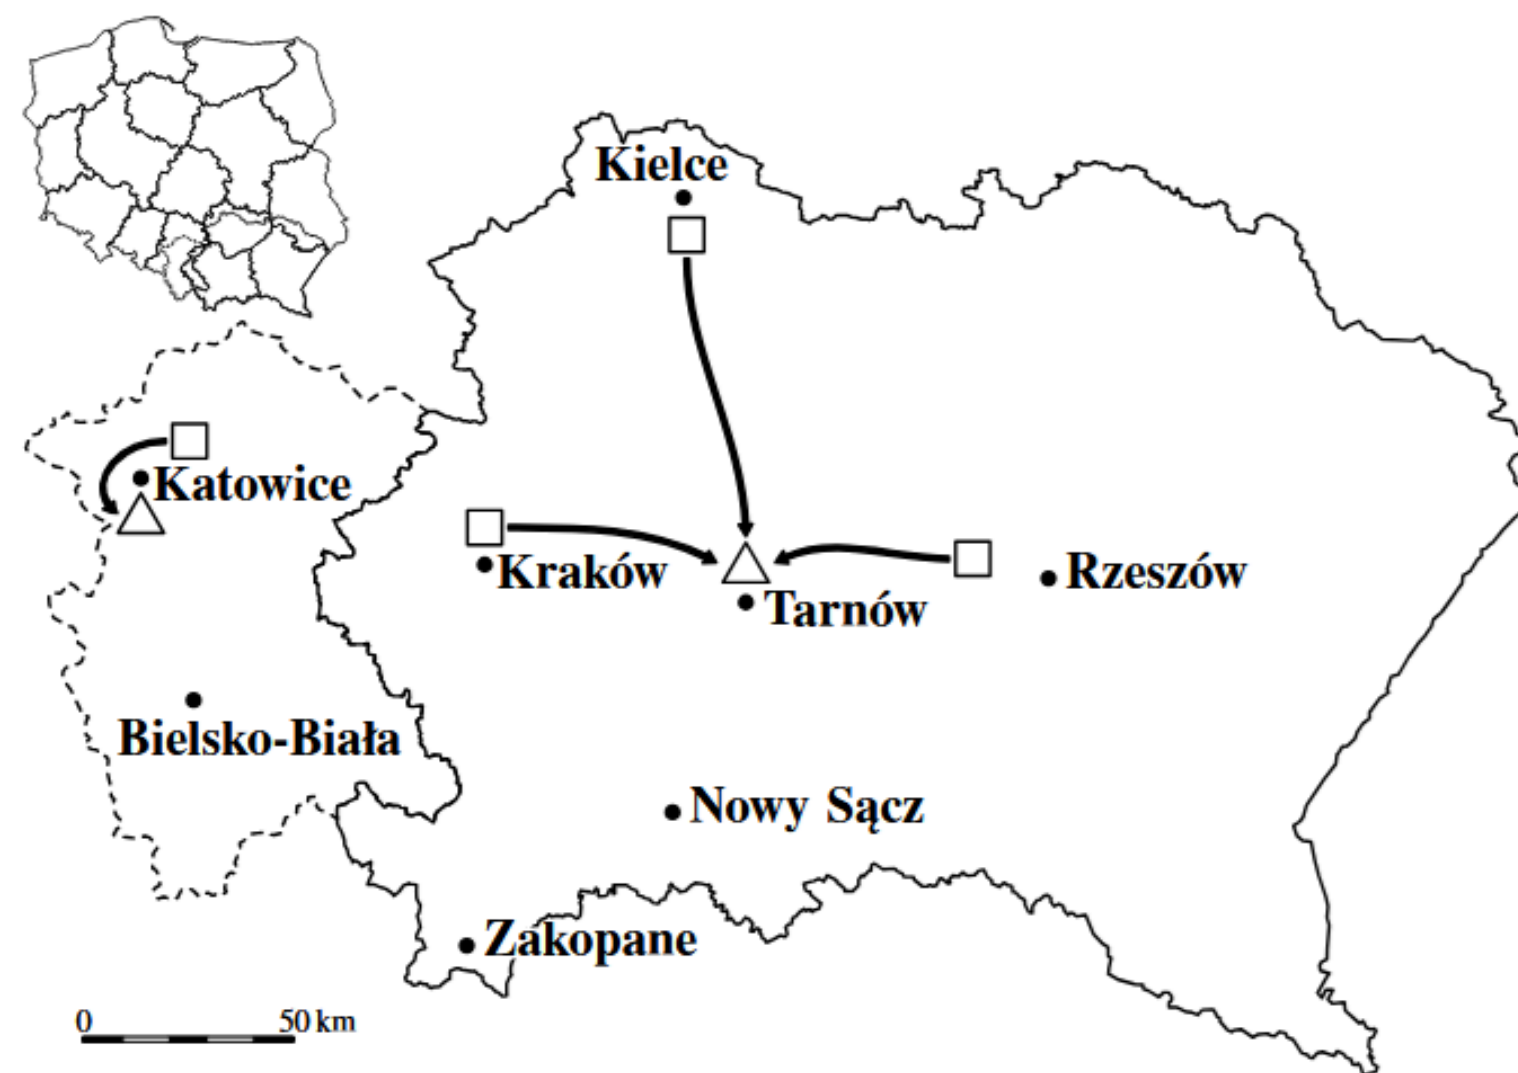 Kielce
Katowice
Kraków
Rzeszów
Tarnów
Bielsko-Biała
Nowy Sącz
Zakopane
0 50 km